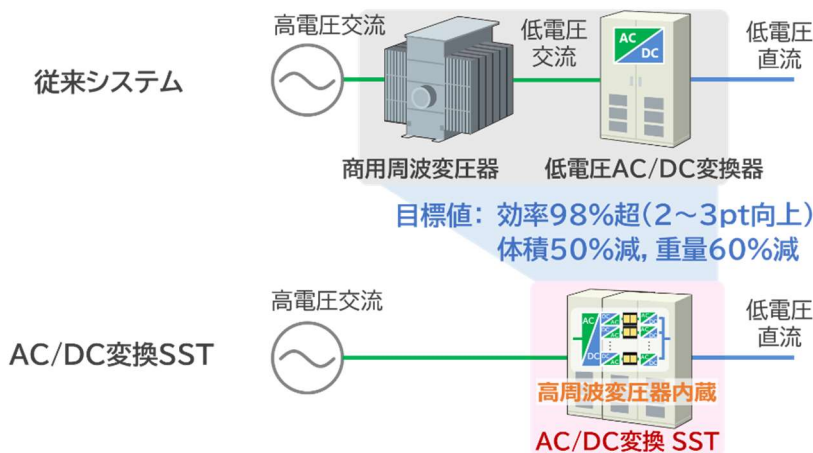 高電圧交流
低電圧
交流
低電圧
直流
AC
DC
従来システム
商用周波変圧器
低電圧AC/DC変換器
目標値： 効率98%超(2～3pt向上)
体積50%減, 重量60%減
高電圧交流
低電圧
直流
AC/DC変換SST
AC
DC
高周波変圧器内蔵
AC/DC変換 SST